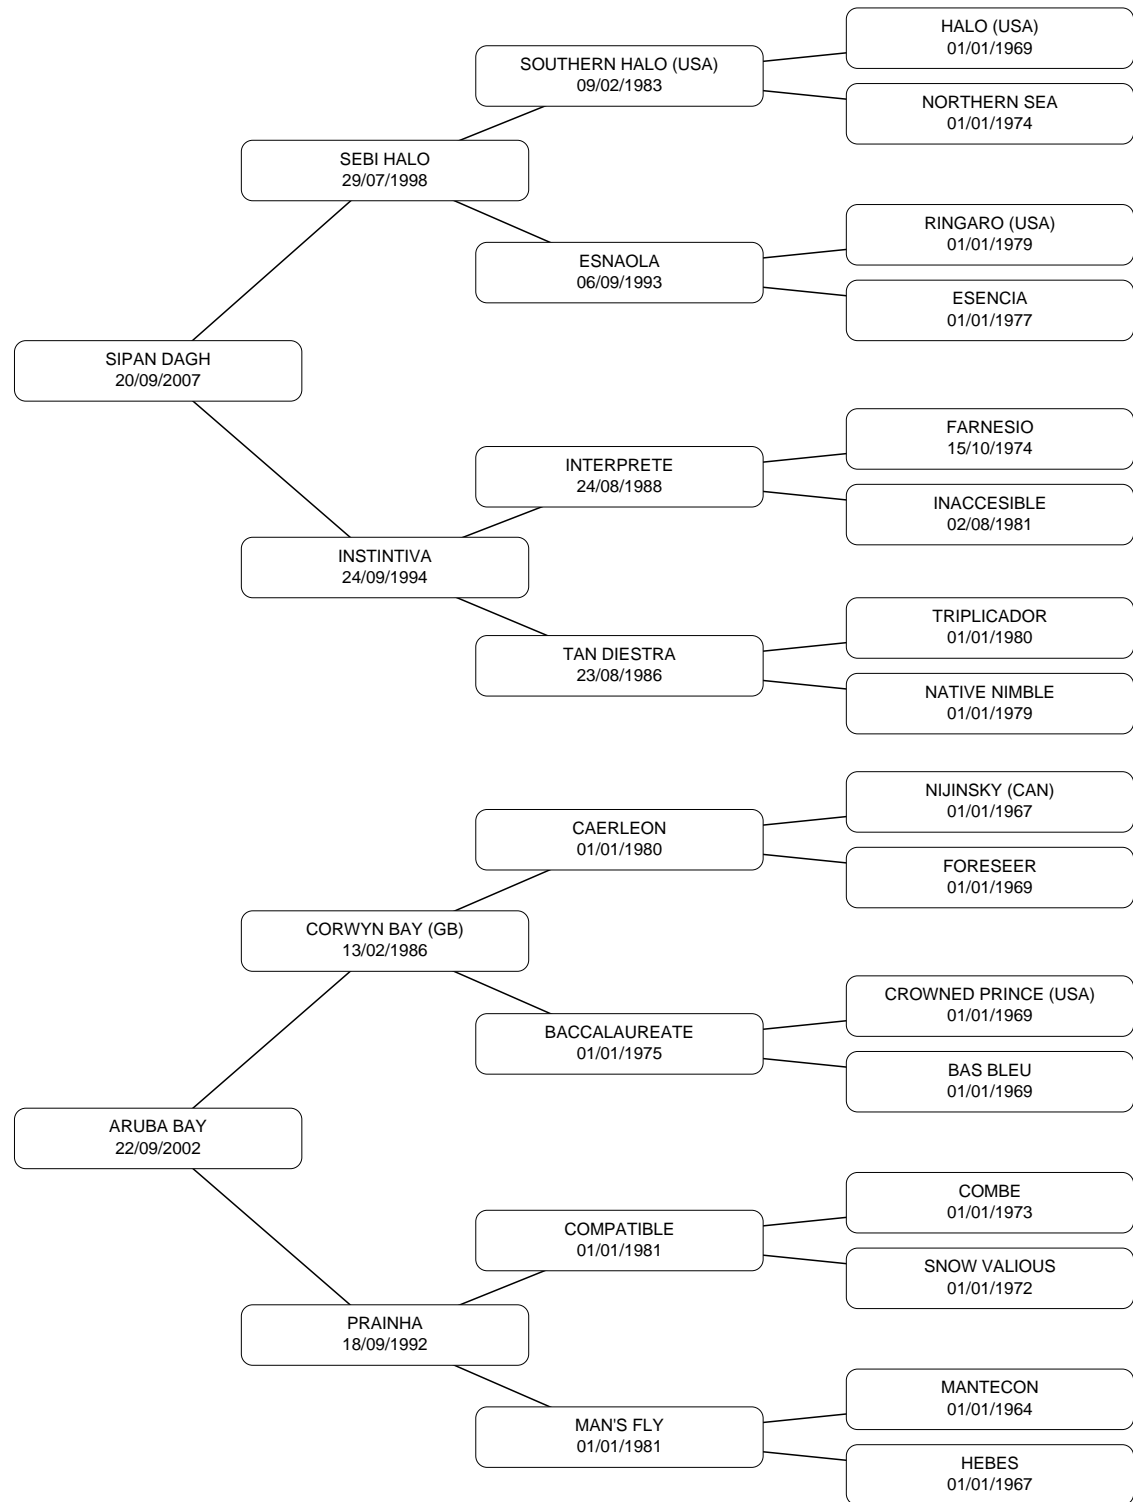 HALO (USA)
01/01/1969
SOUTHERN HALO (USA)
09/02/1983
NORTHERN SEA
01/01/1974
SEBI HALO
29/07/1998
RINGARO (USA)
01/01/1979
ESNAOLA
06/09/1993
ESENCIA
01/01/1977
SIPAN DAGH
20/09/2007
FARNESIO
15/10/1974
INTERPRETE
24/08/1988
INACCESIBLE
02/08/1981
INSTINTIVA
24/09/1994
TRIPLICADOR
01/01/1980
TAN DIESTRA
23/08/1986
NATIVE NIMBLE
01/01/1979
NIJINSKY (CAN)
01/01/1967
CAERLEON
01/01/1980
FORESEER
01/01/1969
CORWYN BAY (GB)
13/02/1986
CROWNED PRINCE (USA)
01/01/1969
BACCALAUREATE
01/01/1975
BAS BLEU
01/01/1969
ARUBA BAY
22/09/2002
COMBE
01/01/1973
COMPATIBLE
01/01/1981
SNOW VALIOUS
01/01/1972
PRAINHA
18/09/1992
MANTECON
01/01/1964
MAN'S FLY
01/01/1981
HEBES
01/01/1967